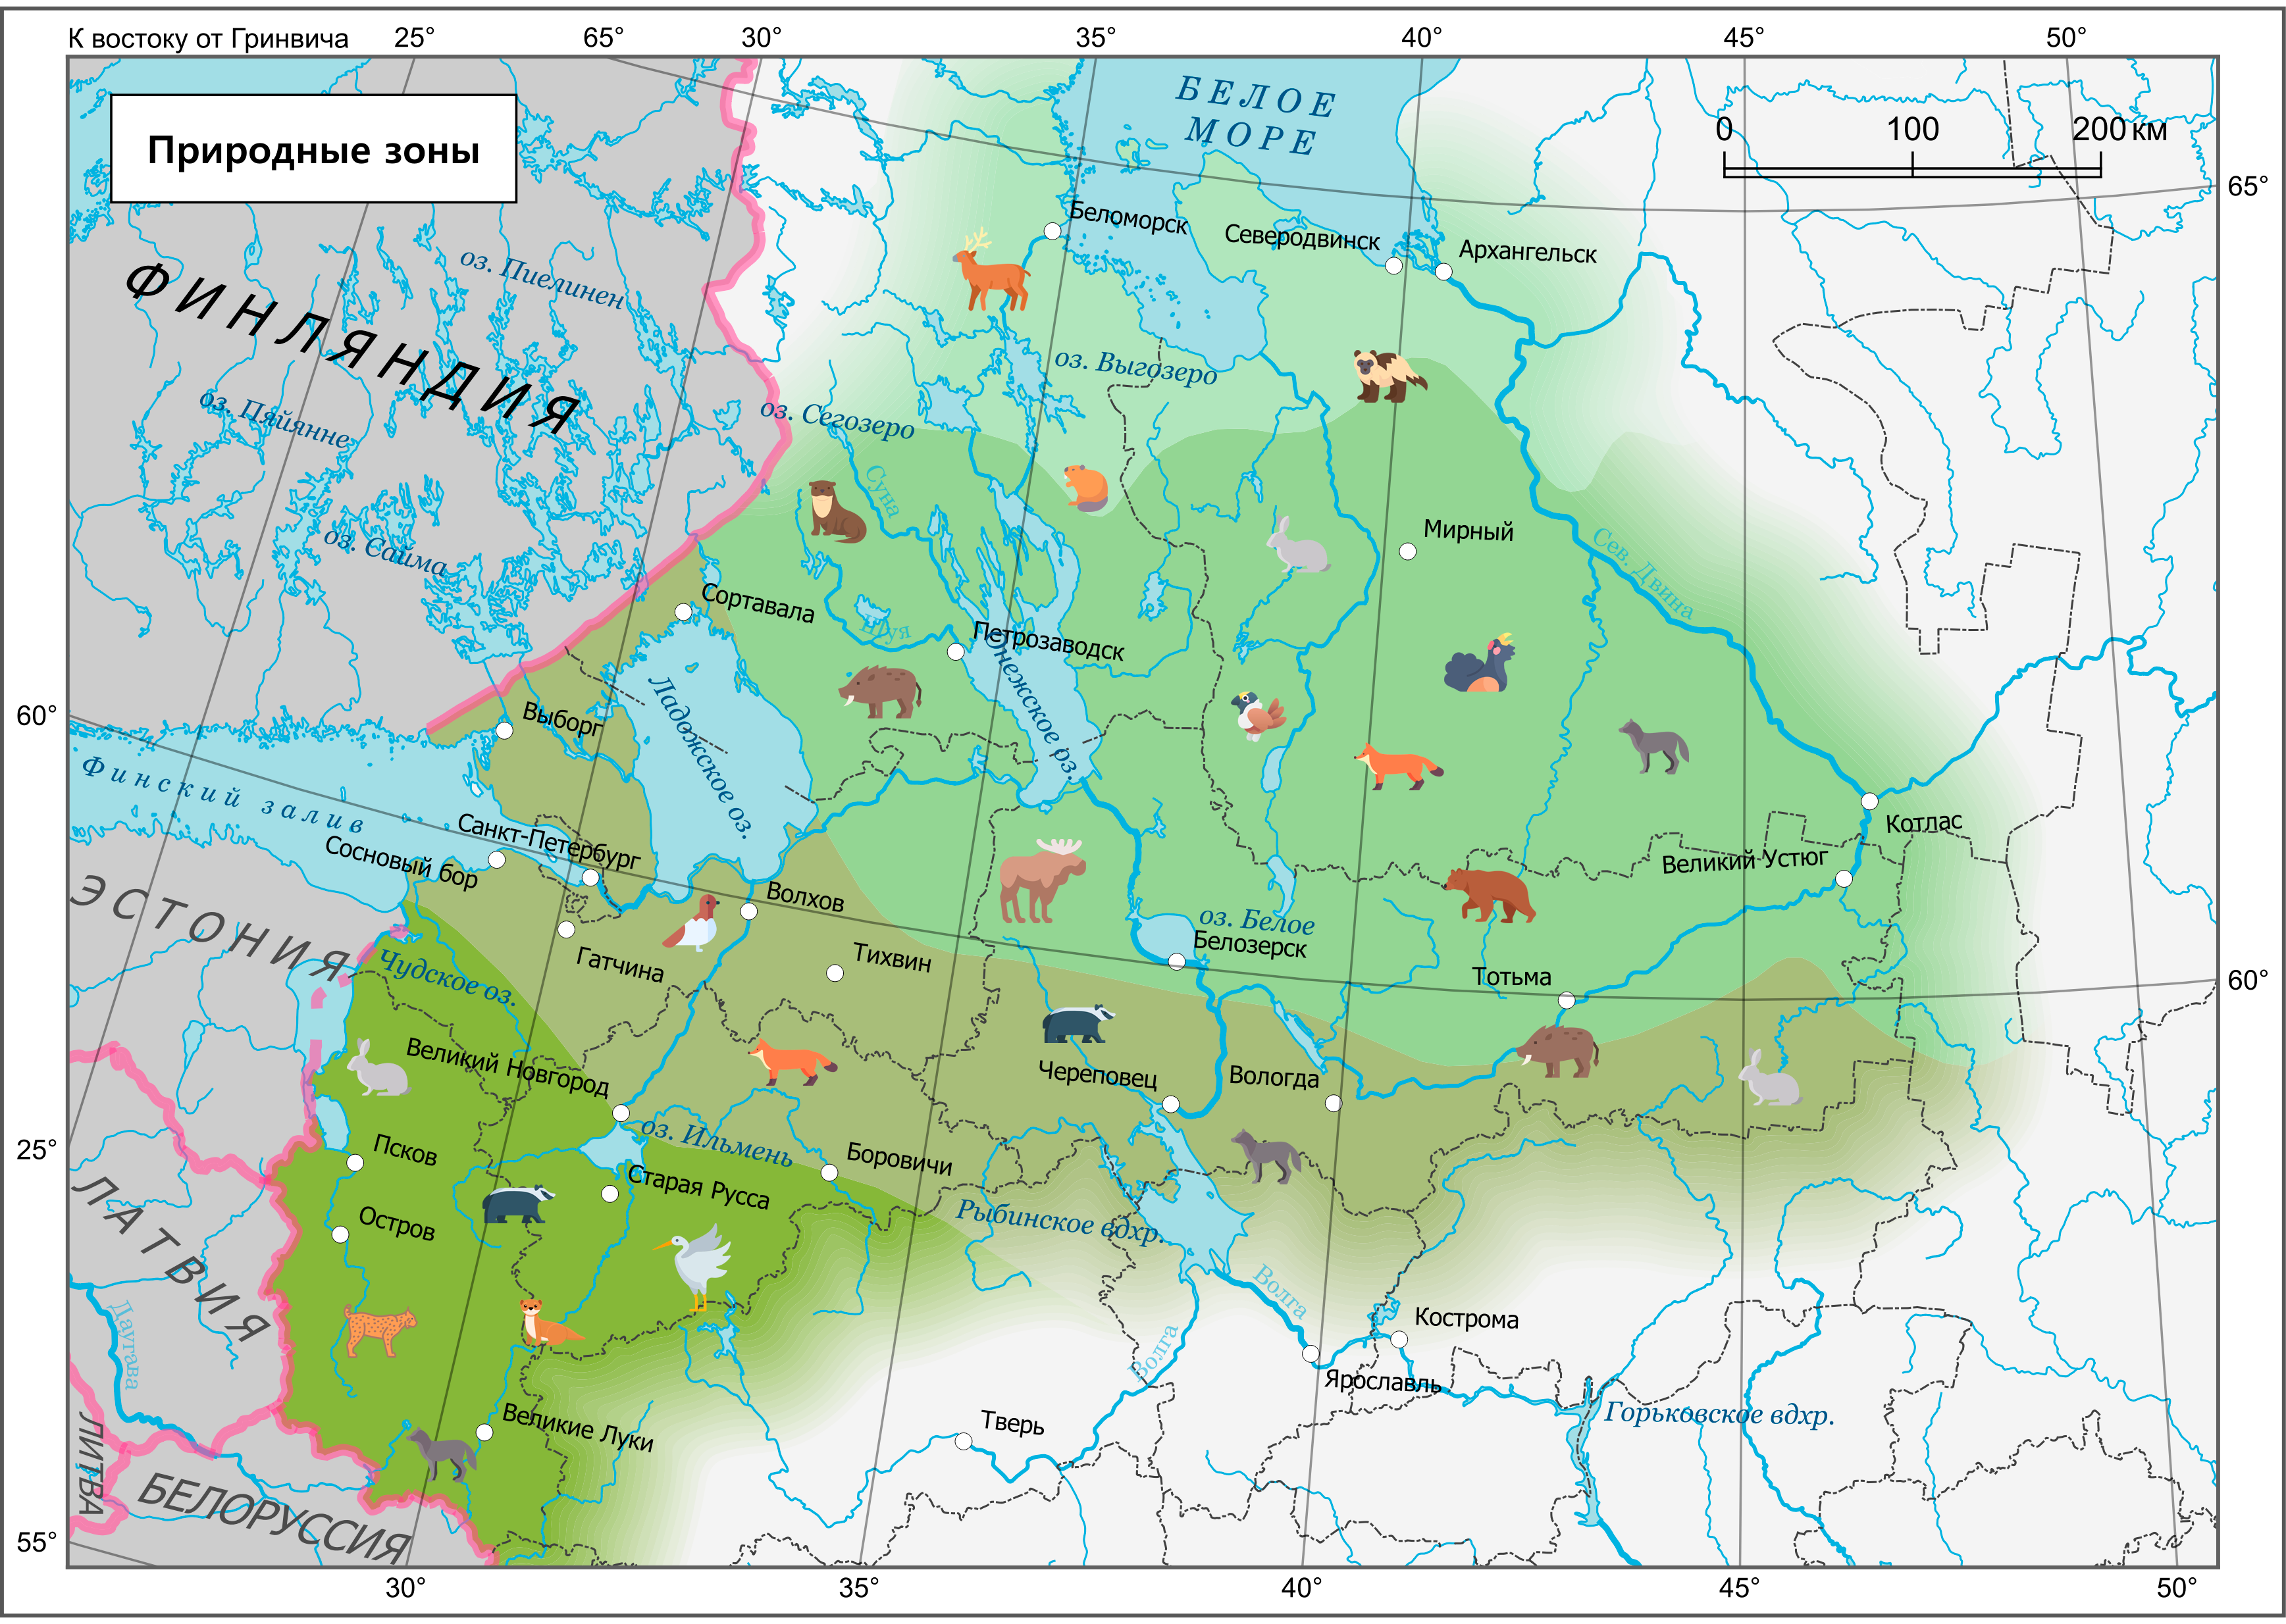 К востоку от Гринвича 25° 65° 30° 35° 40° 45° 50°
Природные зоны
БЕЛОЕ
МОРЕ
0 100 200 км
65°
Беломорск
Северодвинск
Архангельск
оз. Пиелинен
ФИНЛЯНДИЯ
оз. Выгозеро
оз. Пяйянне
оз. Сегозеро
Суна
оз. Сайма
Мирный
Сев. Двина
Сортавала
Шуя
Петрозаводск
Онежское оз.
Ладожское оз.
60°
Выборг
Финский залив
Санкт-Петербург
Сосновый бор
Котлас
Великий Устюг
ЭСТОНИЯ
Волхов
оз. Белое
Белозерск
Гатчина
Тихвин
Чудское оз.
Тотьма
60°
Великий Новгород
Череповец
Вологда
25°
Псков
оз. Ильмень
Боровичи
Старая Русса
ЛАТВИЯ
Остров
Рыбинское вдхр.
Волга
Даугава
Волга
Кострома
Ярославль
Горьковское вдхр.
Великие Луки
Тверь
ЛИТВА
БЕЛОРУССИЯ
55°
30° 35° 40° 45° 50°